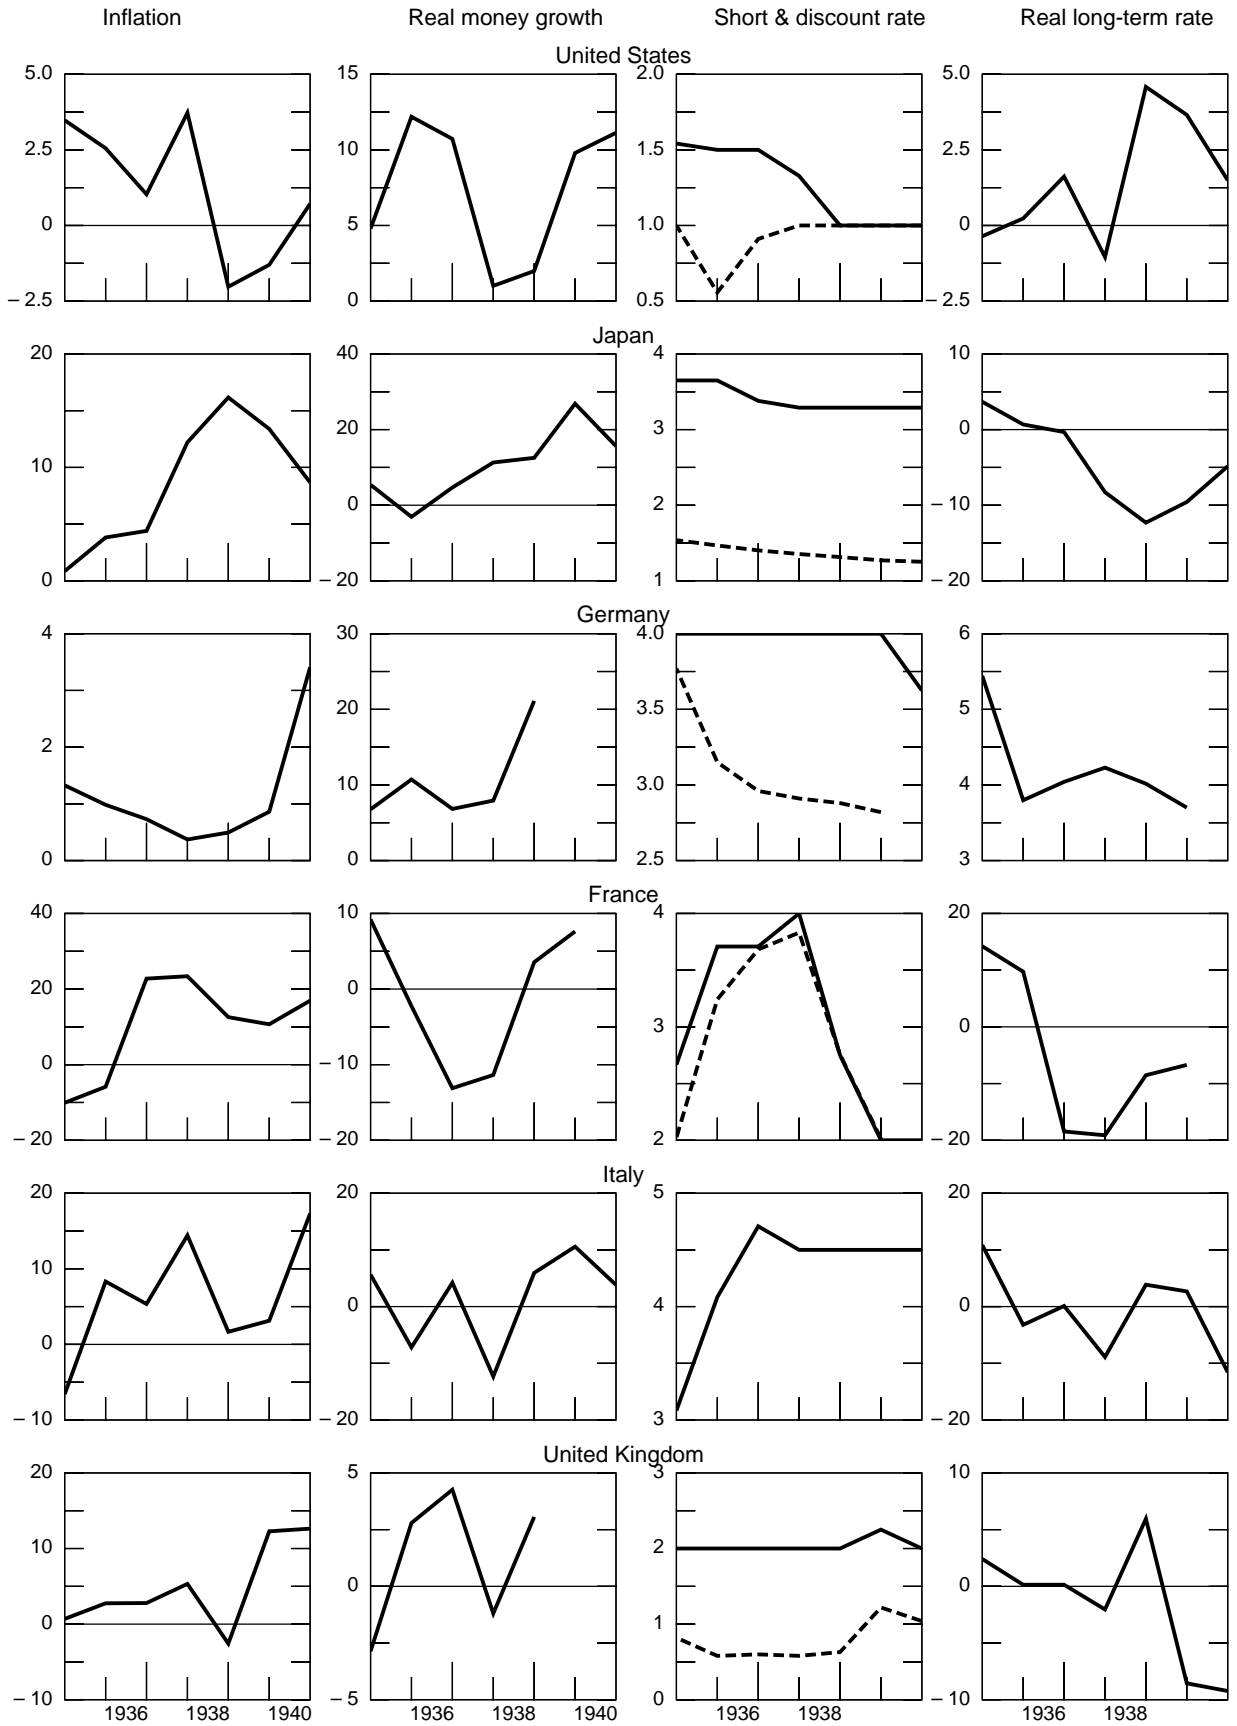 Inflation Real money growth Short & discount rate Real long-term rate
United States
5.0 15 2.0 5.0
2.5 10 1.5 2.5
0 5 1.0 0
– 2.5 0 0.5 – 2.5
Japan
20 40 4 10
20 3 0
10
0 2 – 10
0 – 20 1 – 20
Germany
4 30 4.0 6
20 3.5 5
2
10 3.0 4
0 0 2.5 3
France
40 10 4 20
20 0
3 0
0 – 10
– 20 – 20 2 – 20
Italy
20 20 5 20
10
0 4 0
0
– 10 – 20 3 – 20
United Kingdom
20 5 3 10
10 2
0 0
0 1
– 10 – 5 0 – 10
1936 1938 1940 1936 1938 1940 1936 1938 1936 1938